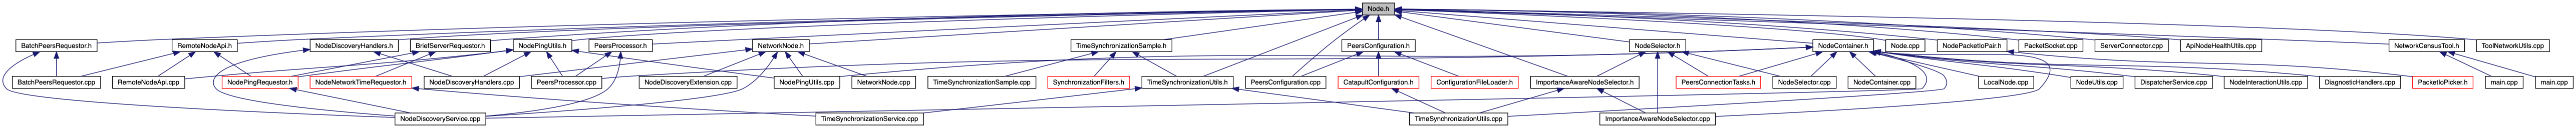 Node.h
BatchPeersRequestor.h
RemoteNodeApi.h
NodeDiscoveryHandlers.h
BriefServerRequestor.h
NodePingUtils.h
PeersProcessor.h
NetworkNode.h
TimeSynchronizationSample.h
PeersConfiguration.h
NodeSelector.h
NodeContainer.h
Node.cpp
NodePacketIoPair.h
PacketSocket.cpp
ServerConnector.cpp
ApiNodeHealthUtils.cpp
NetworkCensusTool.h
ToolNetworkUtils.cpp
BatchPeersRequestor.cpp
RemoteNodeApi.cpp
NodePingRequestor.h
NodeNetworkTimeRequestor.h
NodeDiscoveryHandlers.cpp
PeersProcessor.cpp
NodeDiscoveryExtension.cpp
NodePingUtils.cpp
NetworkNode.cpp
TimeSynchronizationSample.cpp
SynchronizationFilters.h
TimeSynchronizationUtils.h
PeersConfiguration.cpp
CatapultConfiguration.h
ConfigurationFileLoader.h
ImportanceAwareNodeSelector.h
PeersConnectionTasks.h
NodeSelector.cpp
NodeContainer.cpp
LocalNode.cpp
NodeUtils.cpp
DispatcherService.cpp
NodeInteractionUtils.cpp
DiagnosticHandlers.cpp
PacketIoPicker.h
main.cpp
main.cpp
NodeDiscoveryService.cpp
TimeSynchronizationService.cpp
TimeSynchronizationUtils.cpp
ImportanceAwareNodeSelector.cpp